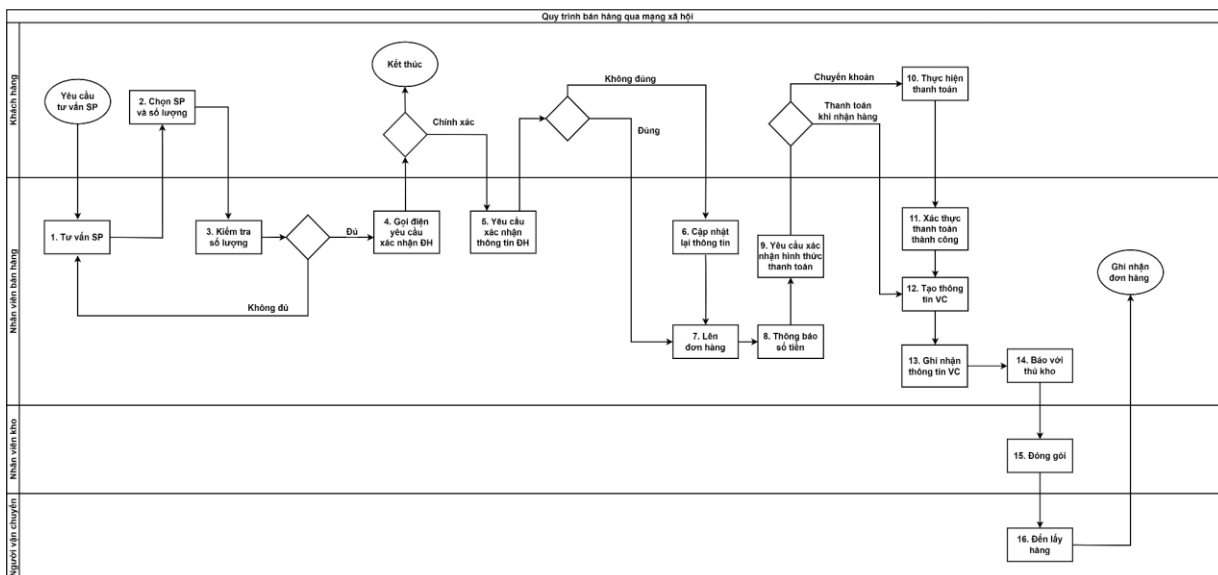 Quy trình bán hàng qua mạng xã hội
Khách hàng
Yêu cầu
tư vấn SP
2. Chọn SP
và số lượng
Kết thúc
Chính xác
Không đúng
Đúng
Chuyển khoản
Thanh toán
khi nhận hàng
10. Thực hiện
thanh toán
Nhân viên bán hàng
1. Tư vấn SP
3. Kiểm tra
số lượng
Đủ
Không đủ
4. Gọi điện
yêu cầu
xác nhận ĐH
5. Yêu cầu
xác nhận
thông tin ĐH
6. Cập nhật
lại thông tin
7. Lên
đơn hàng
8. Thông báo
số tiền
9. Yêu cầu xác
nhận hình thức
thanh toán
11. Xác thực
thanh toán
thành công
12. Tạo thông
tin VC
13. Ghi nhận
thông tin VC
14. Báo với
thủ kho
Ghi nhận
đơn hàng
Nhân viên kho
15. Đóng gói
Người vận chuyển
16. Đến lấy
hàng